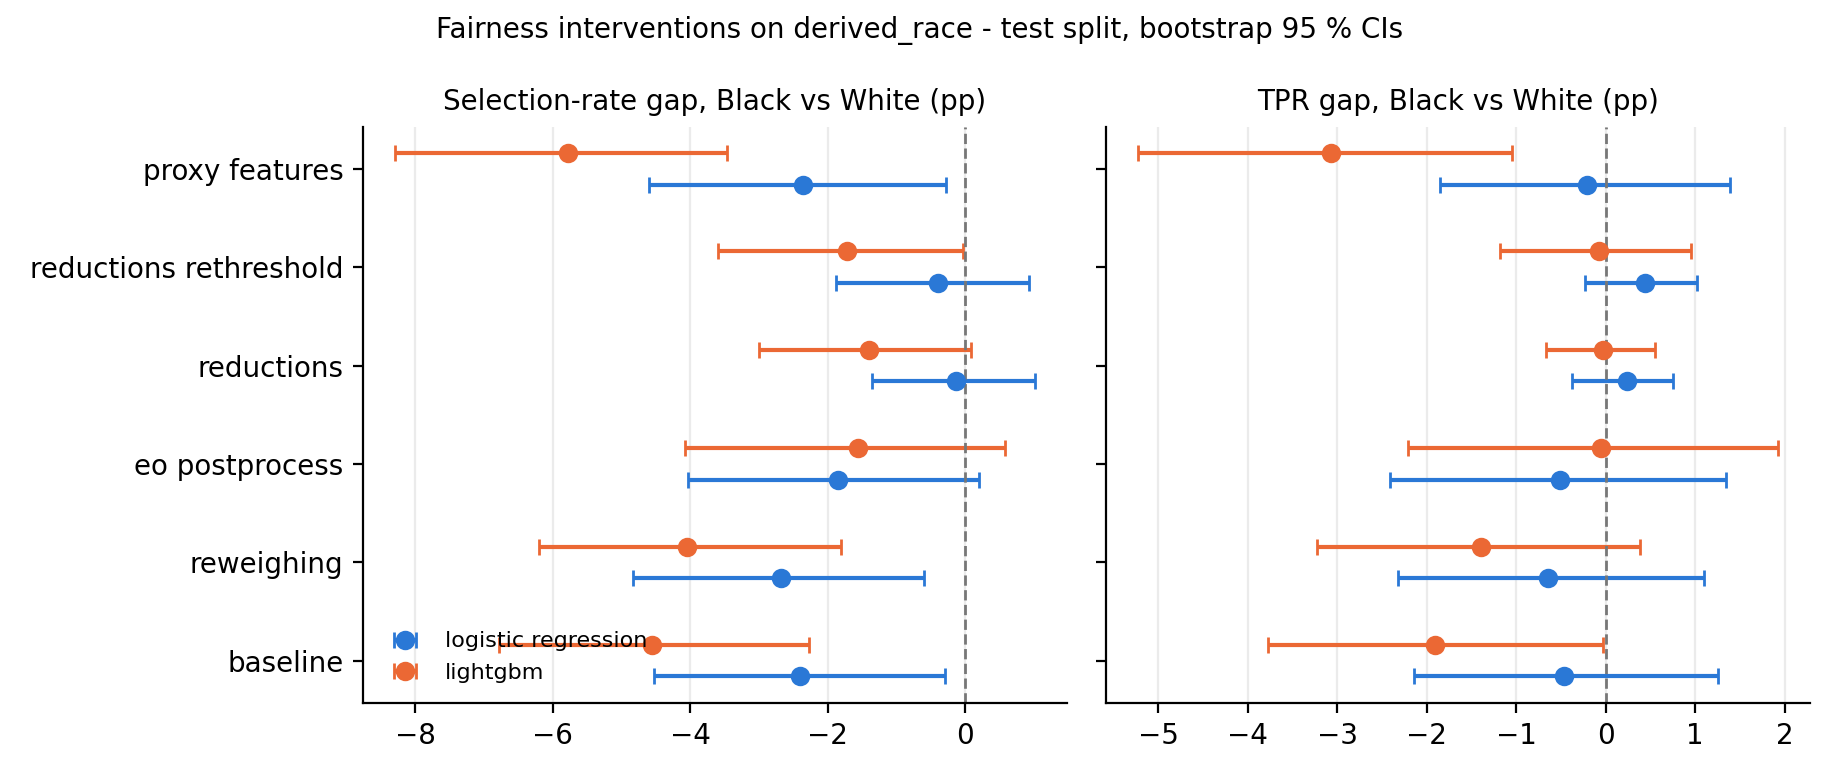 Fairness interventions on derived_race - test split, bootstrap 95 % CIs
Selection-rate gap, Black vs White (pp)
TPR gap, Black vs White (pp)
proxy features
reductions rethreshold
reductions
eo postprocess
reweighing
baseline
logistic regression
lightgbm
−8 −6 −4 −2 0
−5 −4 −3 −2 −1 0 1 2